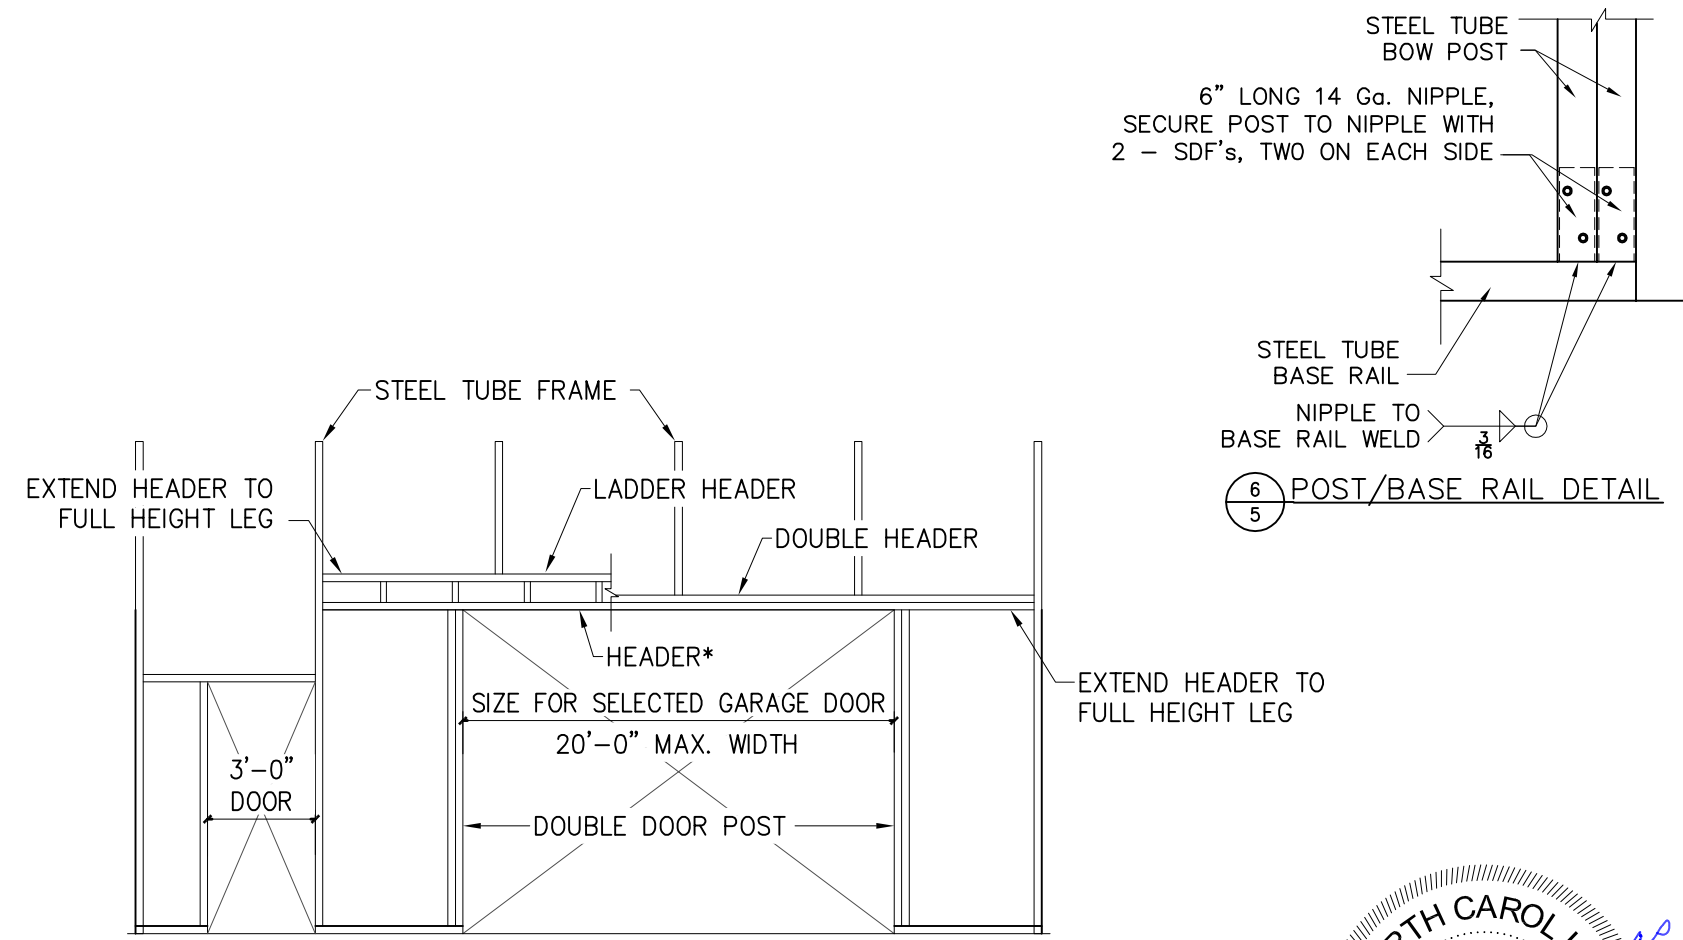 STEEL TUBE
BOW POST
6" LONG 14 Ga. NIPPLE,
SECURE POST TO NIPPLE WITH
2 – SDF's, TWO ON EACH SIDE
STEEL TUBE
BASE RAIL
NIPPLE TO
BASE RAIL WELD
3
16
6
5
POST/BASE RAIL DETAIL
STEEL TUBE FRAME
EXTEND HEADER TO
FULL HEIGHT LEG
LADDER HEADER
DOUBLE HEADER
HEADER*
EXTEND HEADER TO
FULL HEIGHT LEG
SIZE FOR SELECTED GARAGE DOOR
20'-0" MAX. WIDTH
3'-0"
DOOR
DOUBLE DOOR POST
RTH CAROL